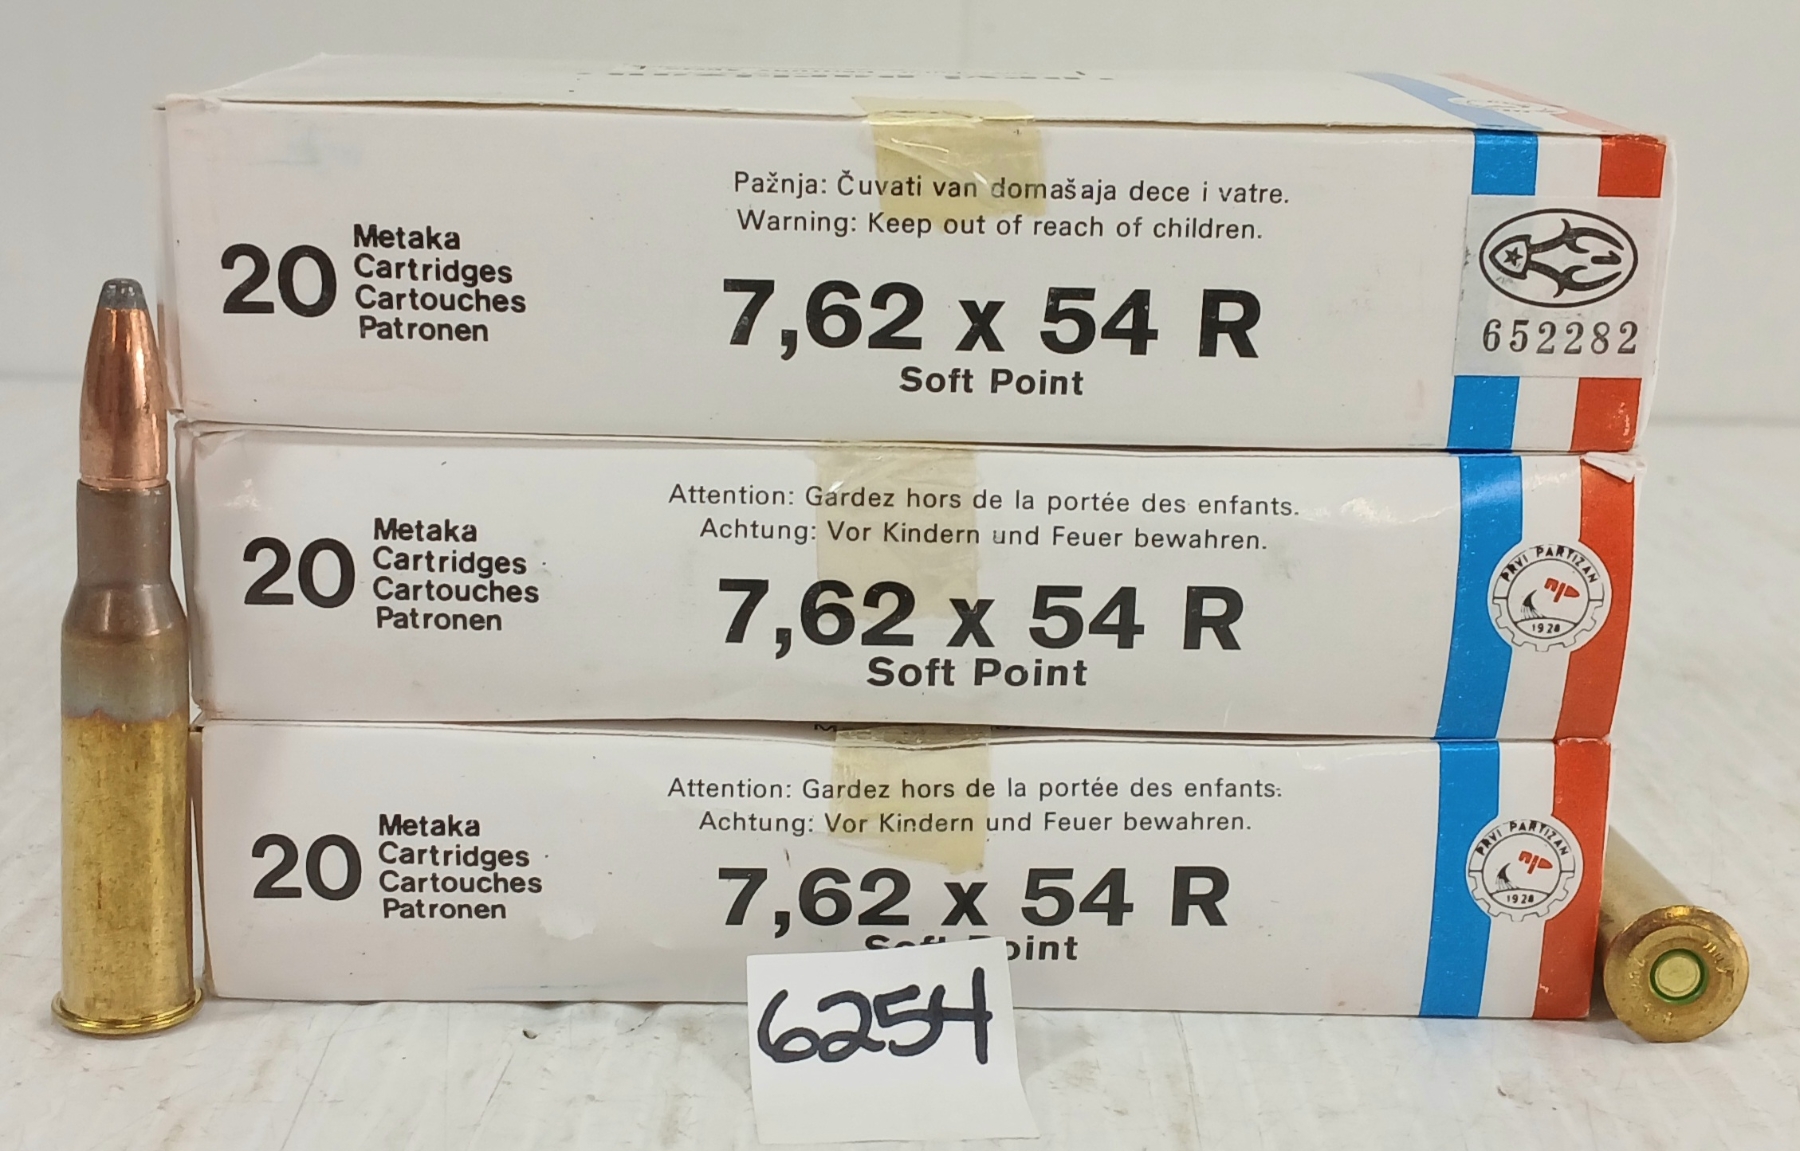 Pažnja: Čuvati van domašaja dece i vatre.
Warning: Keep out of reach of children.
20
Metaka
Cartridges
Cartouches
Patronen
7,62 x 54 R
Soft Point
652282
Attention: Gardez hors de la portée des enfants.
Achtung: Vor Kindern und Feuer bewahren.
20
Metaka
Cartridges
Cartouches
Patronen
7,62 x 54 R
Soft Point
PRVI PARTIZAN
1928
Attention: Gardez hors de la portée des enfants.
Achtung: Vor Kindern und Feuer bewahren.
20
Metaka
Cartridges
Cartouches
Patronen
7,62 x 54 R
Soft Point
PRVI PARTIZAN
1928
6254